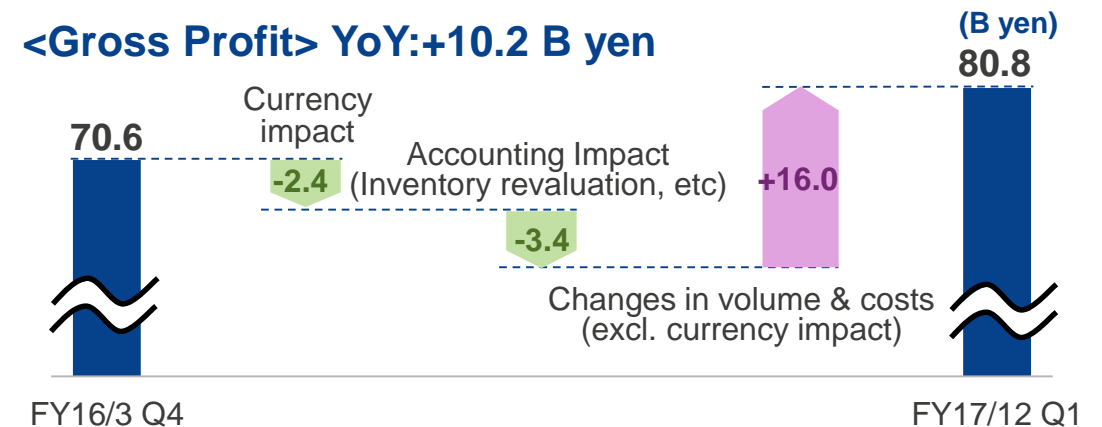 <Gross Profit> YoY:+10.2 B yen
(B yen)
80.8
70.6
Currency
impact
-2.4
Accounting Impact
(Inventory revaluation, etc)
-3.4
+16.0
Changes in volume & costs
(excl. currency impact)
FY16/3 Q4
FY17/12 Q1